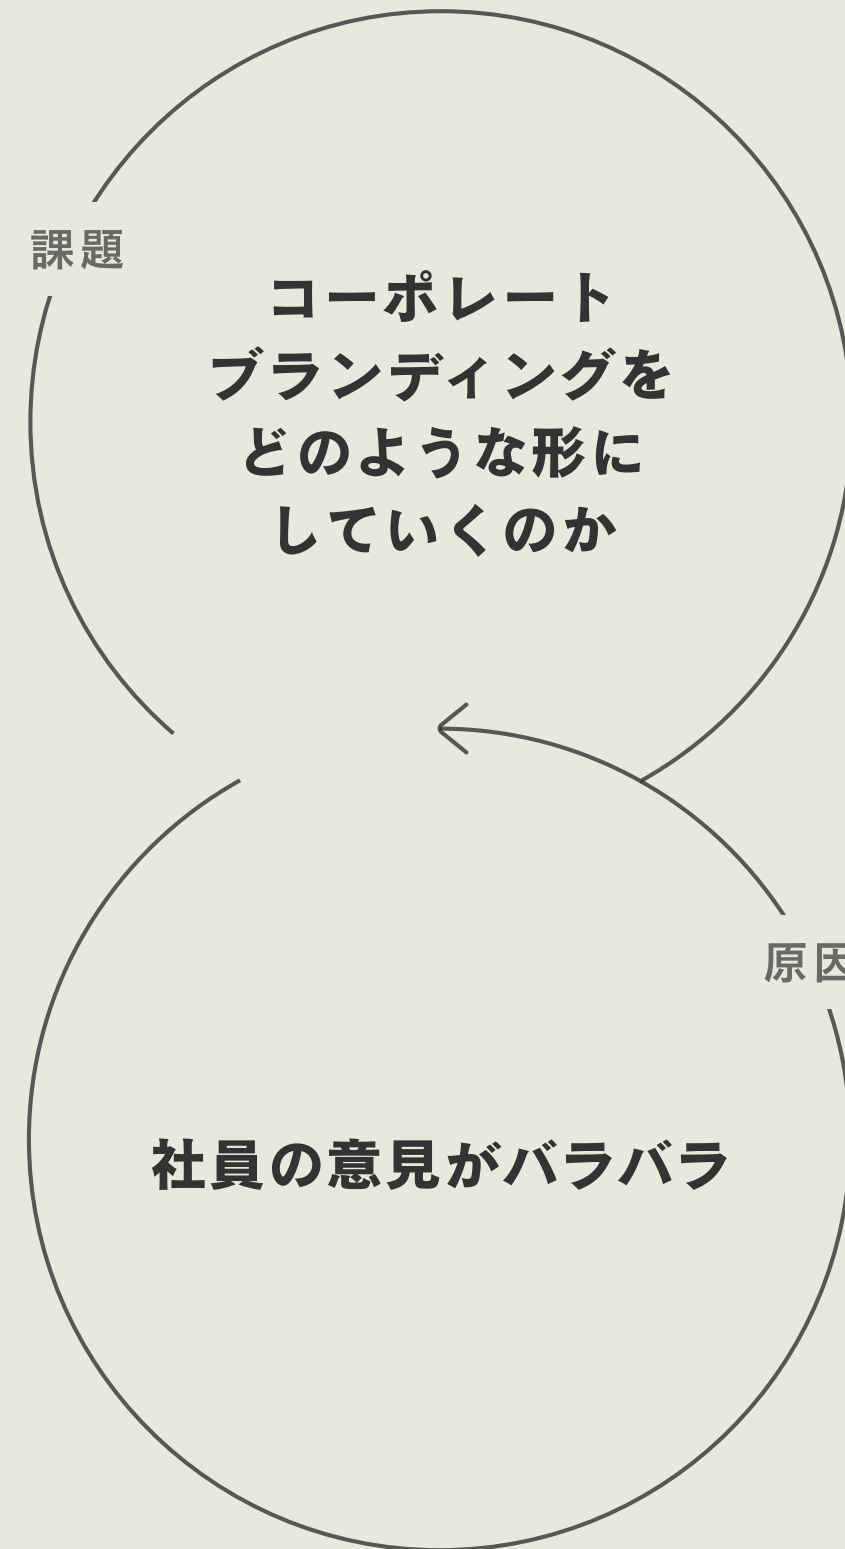 課題
コーポレート
ブランディングを
どのような形に
していくのか
原因
社員の意見がバラバラ